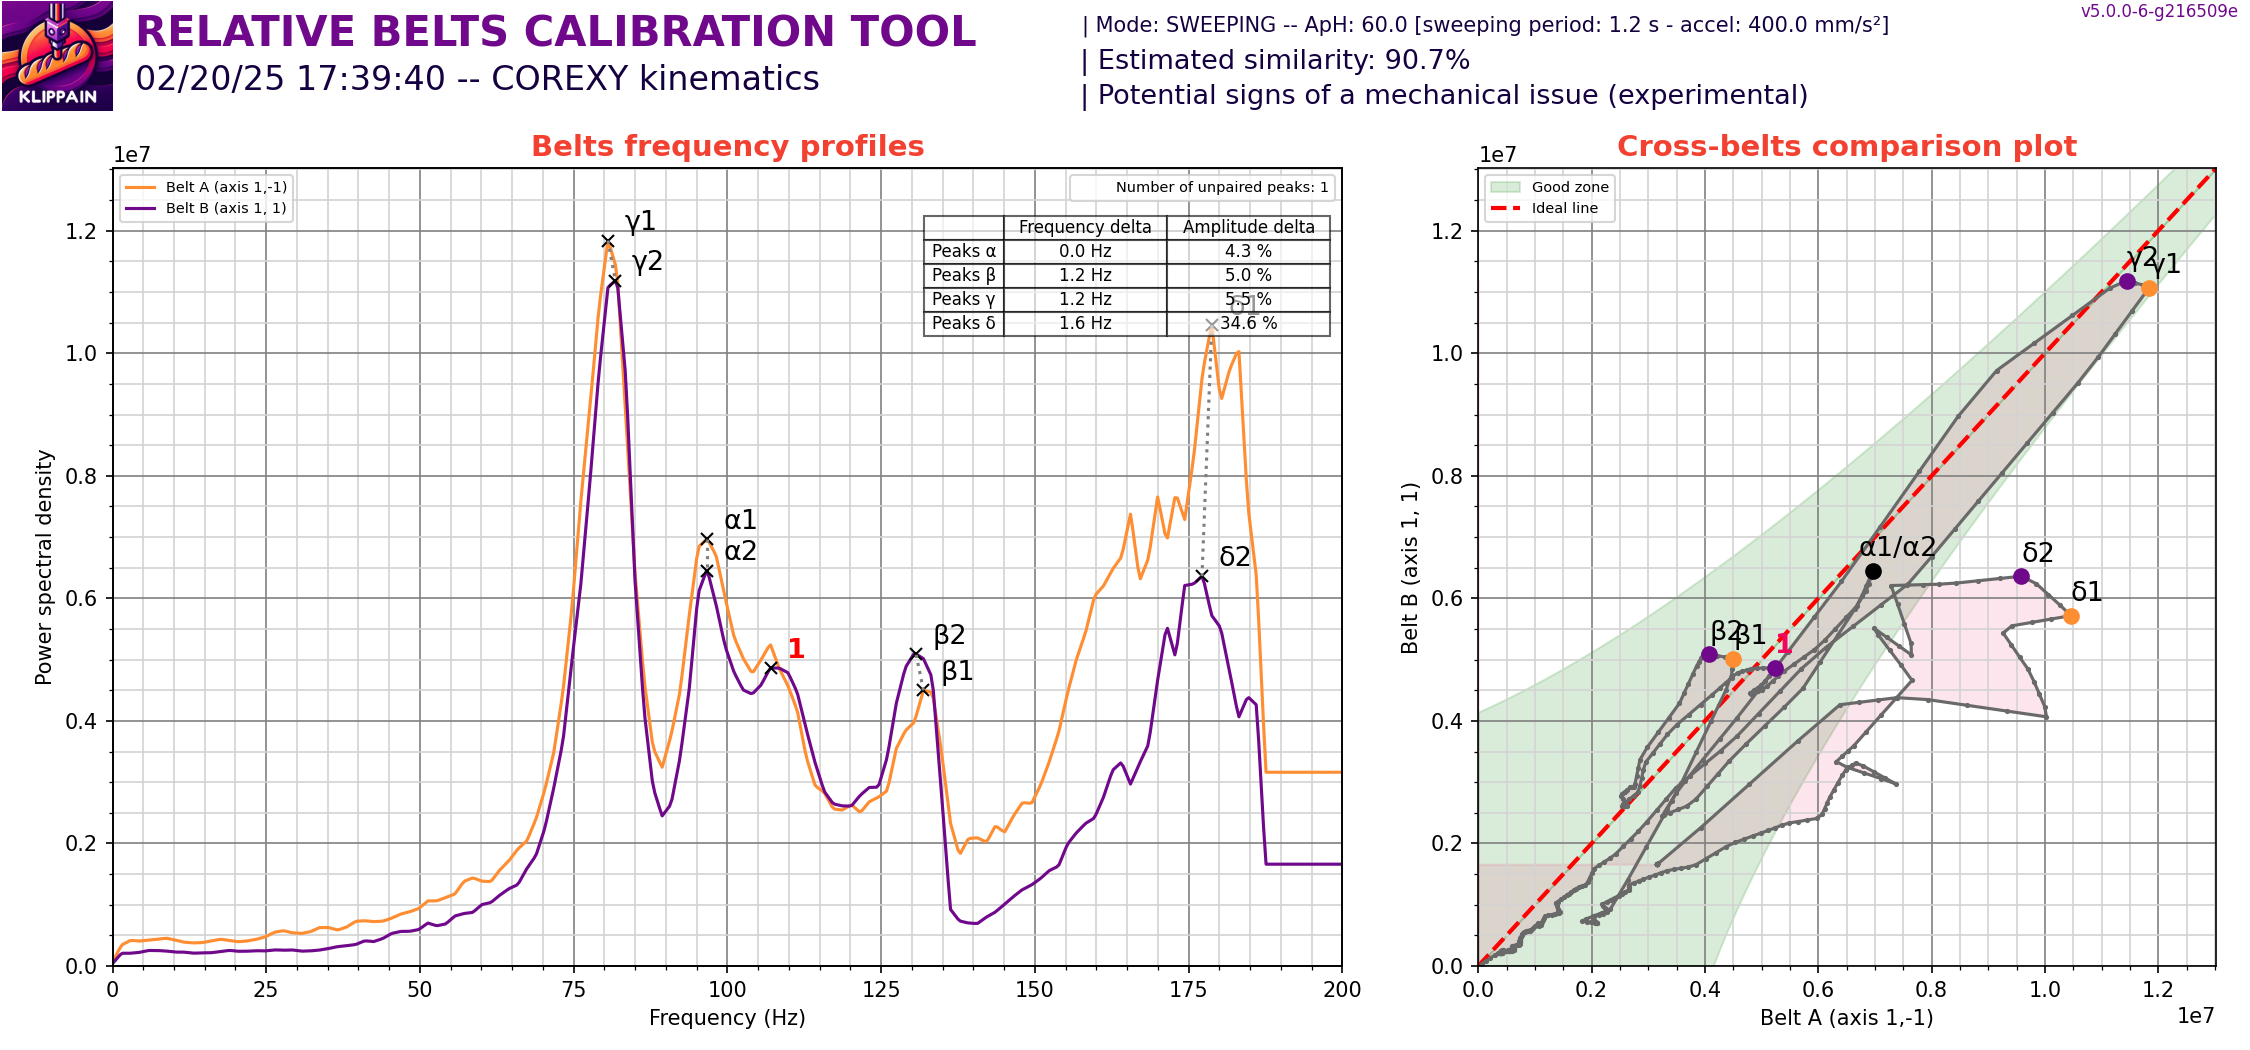 KLIPPAIN
RELATIVE BELTS CALIBRATION TOOL
02/20/25 17:39:40 -- COREXY kinematics
| Mode: SWEEPING -- ApH: 60.0 [sweeping period: 1.2 s - accel: 400.0 mm/s²]
| Estimated similarity: 90.7%
| Potential signs of a mechanical issue (experimental)
v5.0.0-6-g216509e
Belts frequency profiles
1e7
Belt A (axis 1,-1)
Belt B (axis 1, 1)
Number of unpaired peaks: 1
Frequency delta Amplitude delta
Peaks α 0.0 Hz 4.3 %
Peaks β 1.2 Hz 5.0 %
Peaks γ 1.2 Hz 5.5 %
Peaks δ 1.6 Hz 34.6 %
γ1
γ2
δ1
α1
α2
δ2
1
β2
β1
Power spectral density
1.2
1.0
0.8
0.6
0.4
0.2
0.0
0 25 50 75 100 125 150 175 200
Frequency (Hz)
Cross-belts comparison plot
1e7
Good zone
Ideal line
γ2
γ1
α1/α2
δ2
δ1
β2
β1
1
Belt B (axis 1, 1)
1.2
1.0
0.8
0.6
0.4
0.2
0.0
0.0 0.2 0.4 0.6 0.8 1.0 1.2
1e7
Belt A (axis 1,-1)